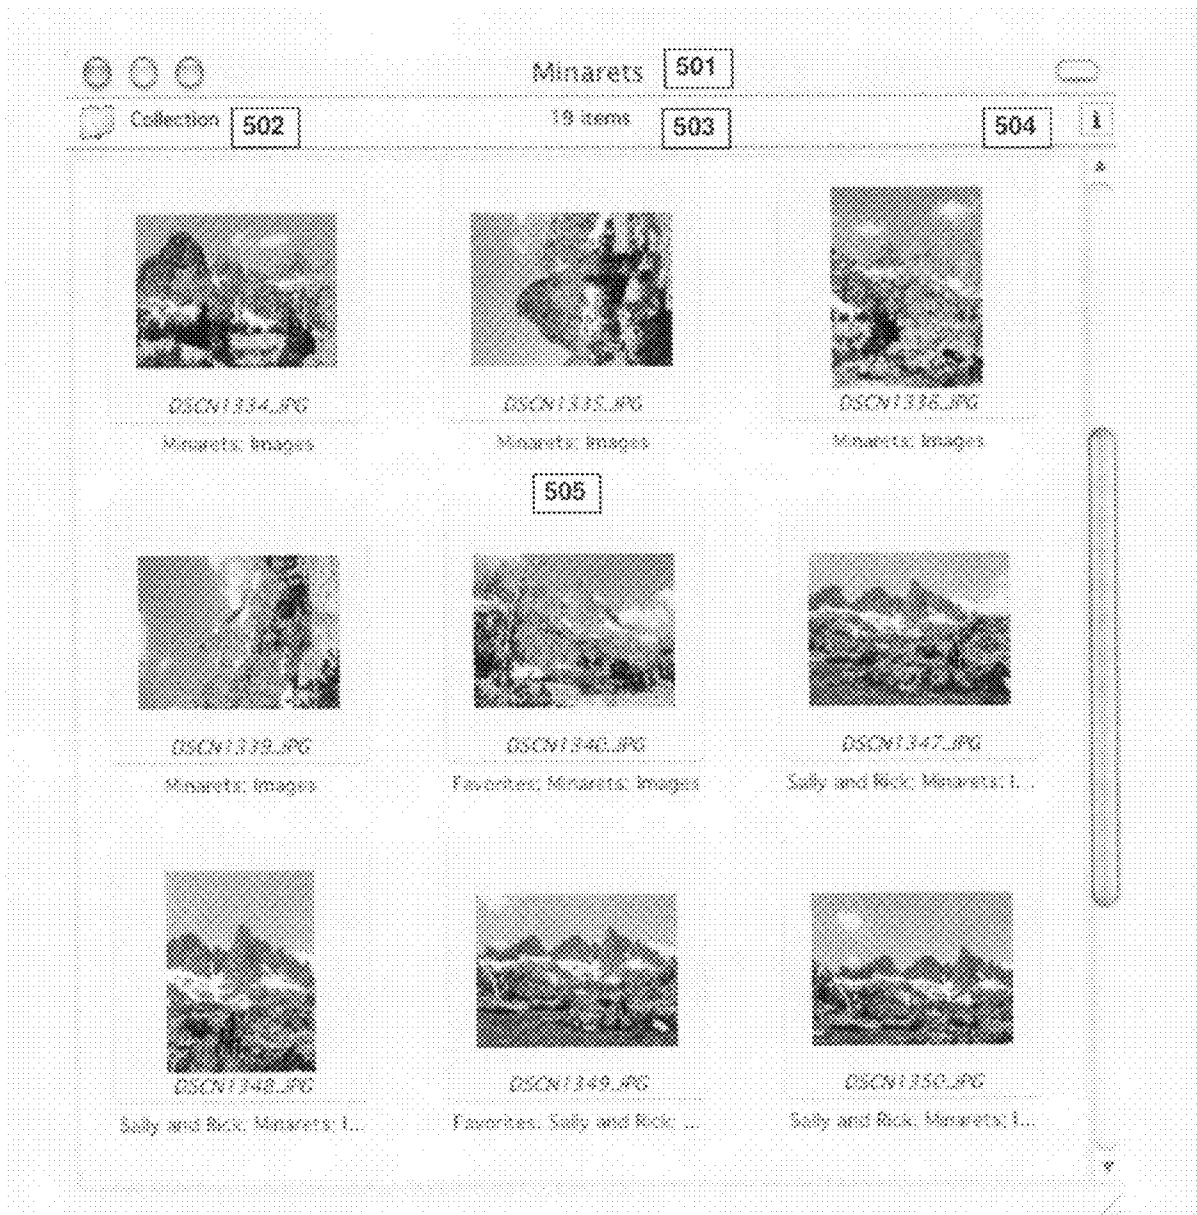 Minarets 501
Collection 502 19 items 503 504 i
DSCN1334.JPG DSCN1335.JPG DSCN1336.JPG
Minarets; Images Minarets; Images Minarets; Images
505
DSCN1339.JPG DSCN1340.JPG DSCN1347.JPG
Minarets; Images Favorites; Minarets; Images Sally and Rick; Minarets; I...
DSCN1348.JPG DSCN1349.JPG DSCN1350.JPG
Sally and Rick; Minarets; I... Favorites; Sally and Rick; ... Sally and Rick; Minarets; I...